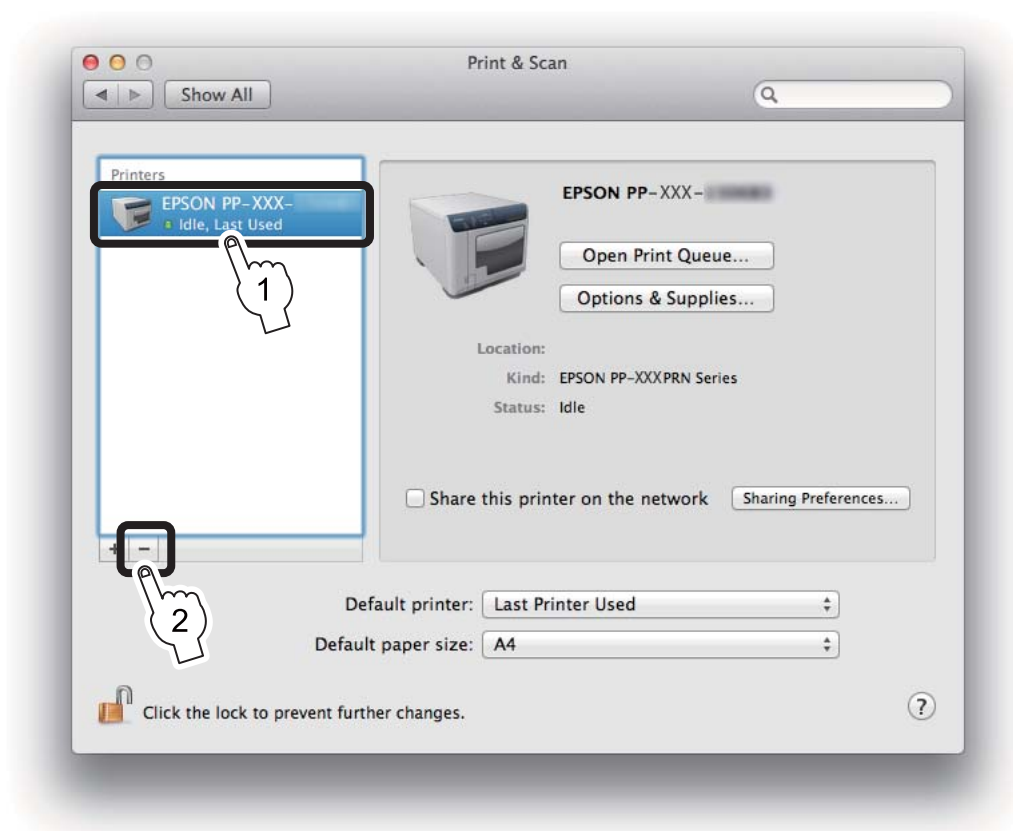 Print & Scan
Show All
Printers
EPSON PP-XXX-
Idle, Last Used
1
EPSON PP-XXX-
Open Print Queue...
Options & Supplies...
Location:
Kind: EPSON PP-XXXPRN Series
Status: Idle
Share this printer on the network Sharing Preferences...
+ -
2
Default printer: Last Printer Used
Default paper size: A4
Click the lock to prevent further changes.
?